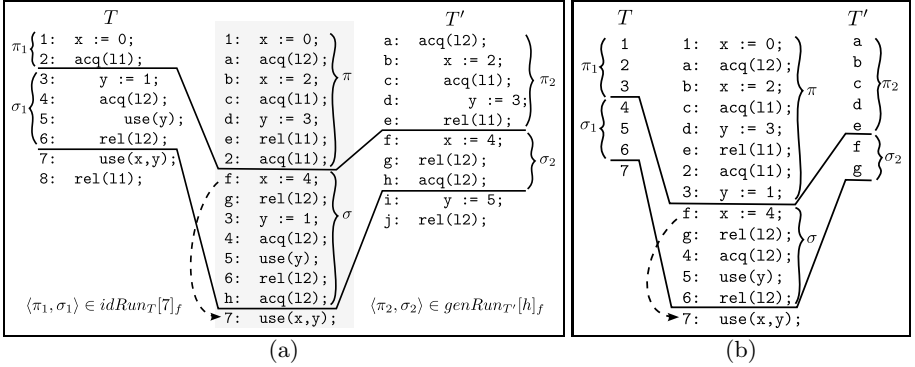 T
π₁
1: x := 0;
2: acq(l1);
σ₁
3: y := 1;
4: acq(l2);
5: use(y);
6: rel(l2);
7: use(x,y);
8: rel(l1);
⟨π₁, σ₁⟩ ∈ idRun_T[7]_f
1: x := 0;
a: acq(l2);
b: x := 2;
c: acq(l1);
d: y := 3;
e: rel(l1);
2: acq(l1);
π
f: x := 4;
g: rel(l2);
3: y := 1;
4: acq(l2);
5: use(y);
6: rel(l2);
h: acq(l2);
σ
7: use(x,y);
T′
a: acq(l2);
b: x := 2;
c: acq(l1);
d: y := 3;
e: rel(l1);
π₂
f: x := 4;
g: rel(l2);
h: acq(l2);
σ₂
i: y := 5;
j: rel(l2);
⟨π₂, σ₂⟩ ∈ genRun_T′[h]_f
(a)
T
π₁
1
2
3
σ₁
4
5
6
7
1: x := 0;
a: acq(l2);
b: x := 2;
c: acq(l1);
d: y := 3;
e: rel(l1);
2: acq(l1);
3: y := 1;
π
f: x := 4;
g: rel(l2);
4: acq(l2);
5: use(y);
6: rel(l2);
σ
7: use(x,y);
T′
a
b
c
d
e
π₂
f
g
σ₂
(b)